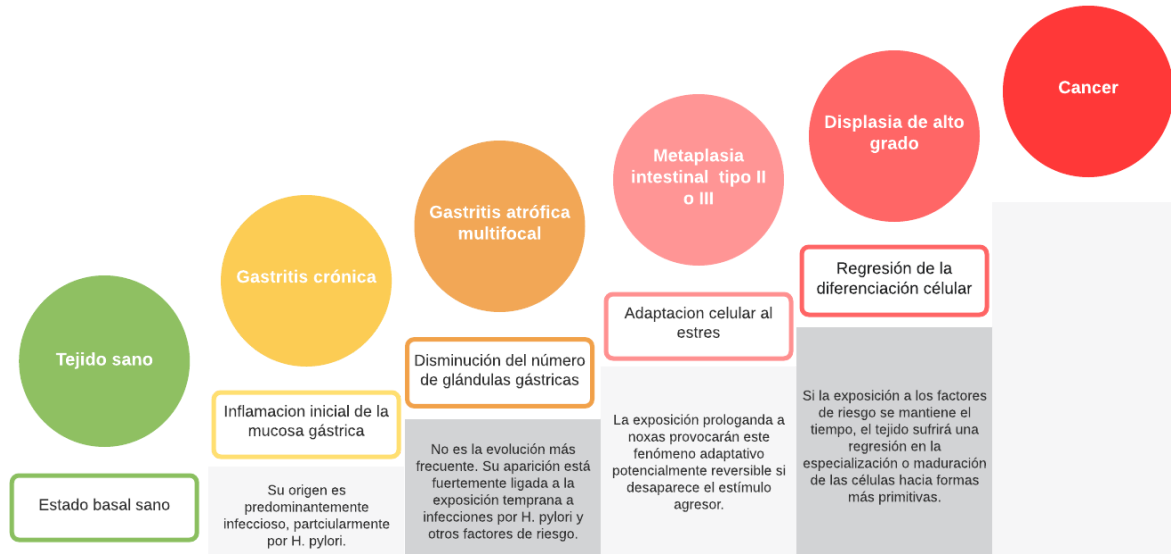 Tejido sano
Estado basal sano
Gastritis crónica
Inflamacion inicial de la
mucosa gástrica
Su origen es
predominantemente
infeccioso, partciularmente
por H. pylori.
Gastritis atrófica
multifocal
Disminución del número
de glándulas gástricas
No es la evolución más
frecuente. Su aparición está
fuertemente ligada a la
exposición temprana a
infecciones por H. pylori y
otros factores de riesgo.
Metaplasia
intestinal tipo II
o III
Adaptacion celular al
estres
La exposición prologanda a
noxas provocarán este
fenómeno adaptativo
potencialmente reversible si
desaparece el estímulo
agresor.
Displasia de alto
grado
Regresión de la
diferenciación célular
Si la exposición a los factores
de riesgo se mantiene el
tiempo, el tejido sufrirá una
regresión en la
especialización o maduración
de las células hacia formas
más primitivas.
Cancer